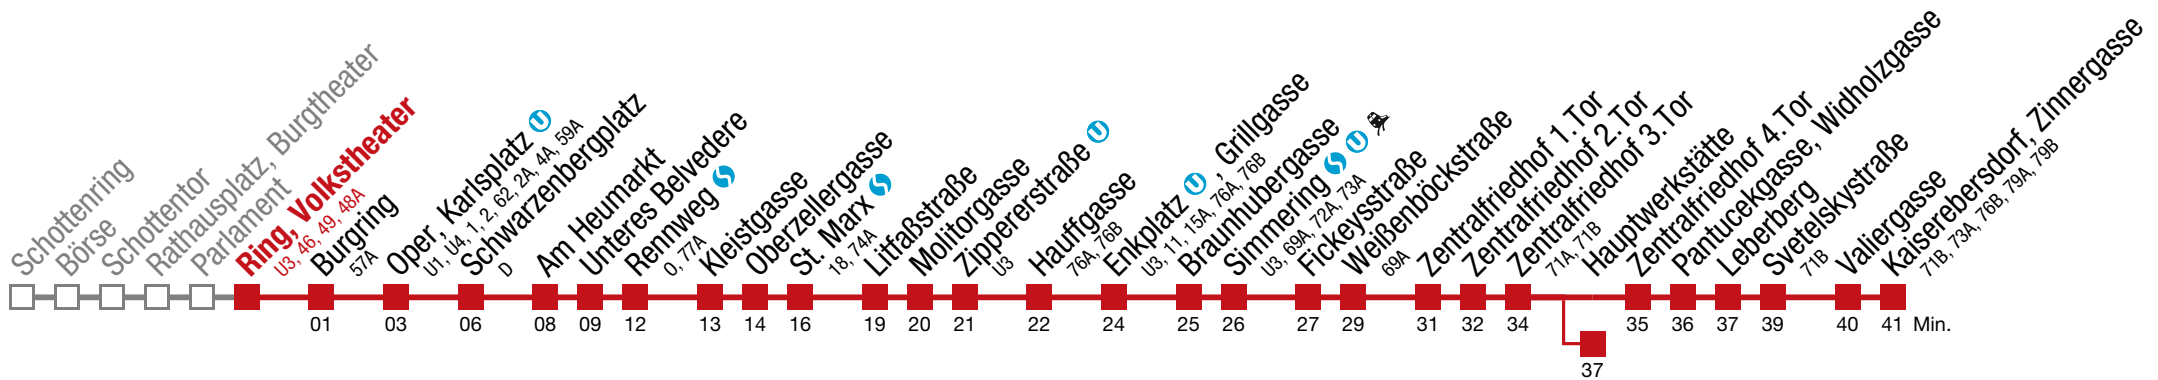 Schottenring
Börse
Schottentor
Rathausplatz, Burgtheater
Parlament
Ring, Volkstheater
U3, 46, 49, 48A
Burgring
57A
Oper, Karlsplatz U
U1, U4, 1, 2, 62, 2A, 4A, 59A
Schwarzenbergplatz
D
Am Heumarkt
Unteres Belvedere
Rennweg
O, 77A
Kleistgasse
Oberzellergasse
St. Marx
18, 74A
Litfaßstraße
Molitorgasse
Zippererstraße U
U3
Hauffgasse
76A, 76B
Enkplatz U, Grillgasse
U3, 11, 15A, 76A, 76B
Braunhubergasse
Simmering U
U3, 69A, 72A, 73A
Fickeysstraße
Weißenböckstraße
69A
Zentralfriedhof 1.Tor
Zentralfriedhof 2.Tor
Zentralfriedhof 3.Tor
71A, 71B
Hauptwerkstätte
Zentralfriedhof 4.Tor
Pantucekgasse, Widholzgasse
Leberberg
Svetelskystraße
71B
Valiergasse
Kaiserebersdorf, Zinnergasse
71B, 73A, 76B, 79A, 79B
01 03 06 08 09 12 13 14 16 19 20 21 22 24 25 26 27 29 31 32 34 35 36 37 39 40 41 Min.
37